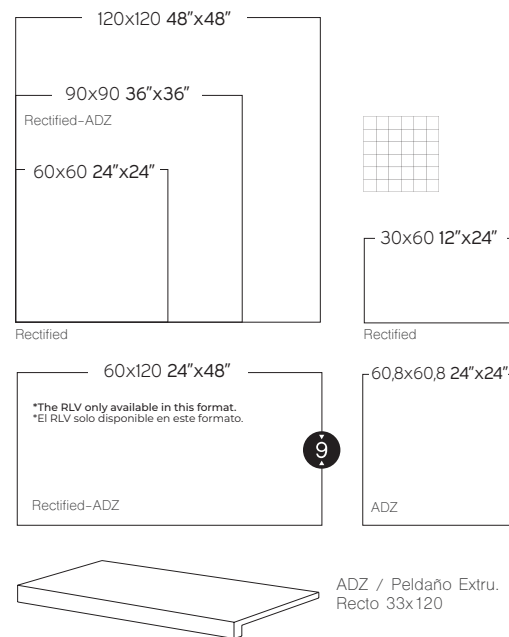 120x120 48”x48”
90x90 36”x36”
Rectified-ADZ
60x60 24”x24”
30x60 12”x24”
Rectified
Rectified
60x120 24”x48”
60,8x60,8 24”x24”
*The RLV only available in this format.
*El RLV solo disponible en este formato.
9
Rectified-ADZ
ADZ
ADZ / Peldaño Extru.
Recto 33x120